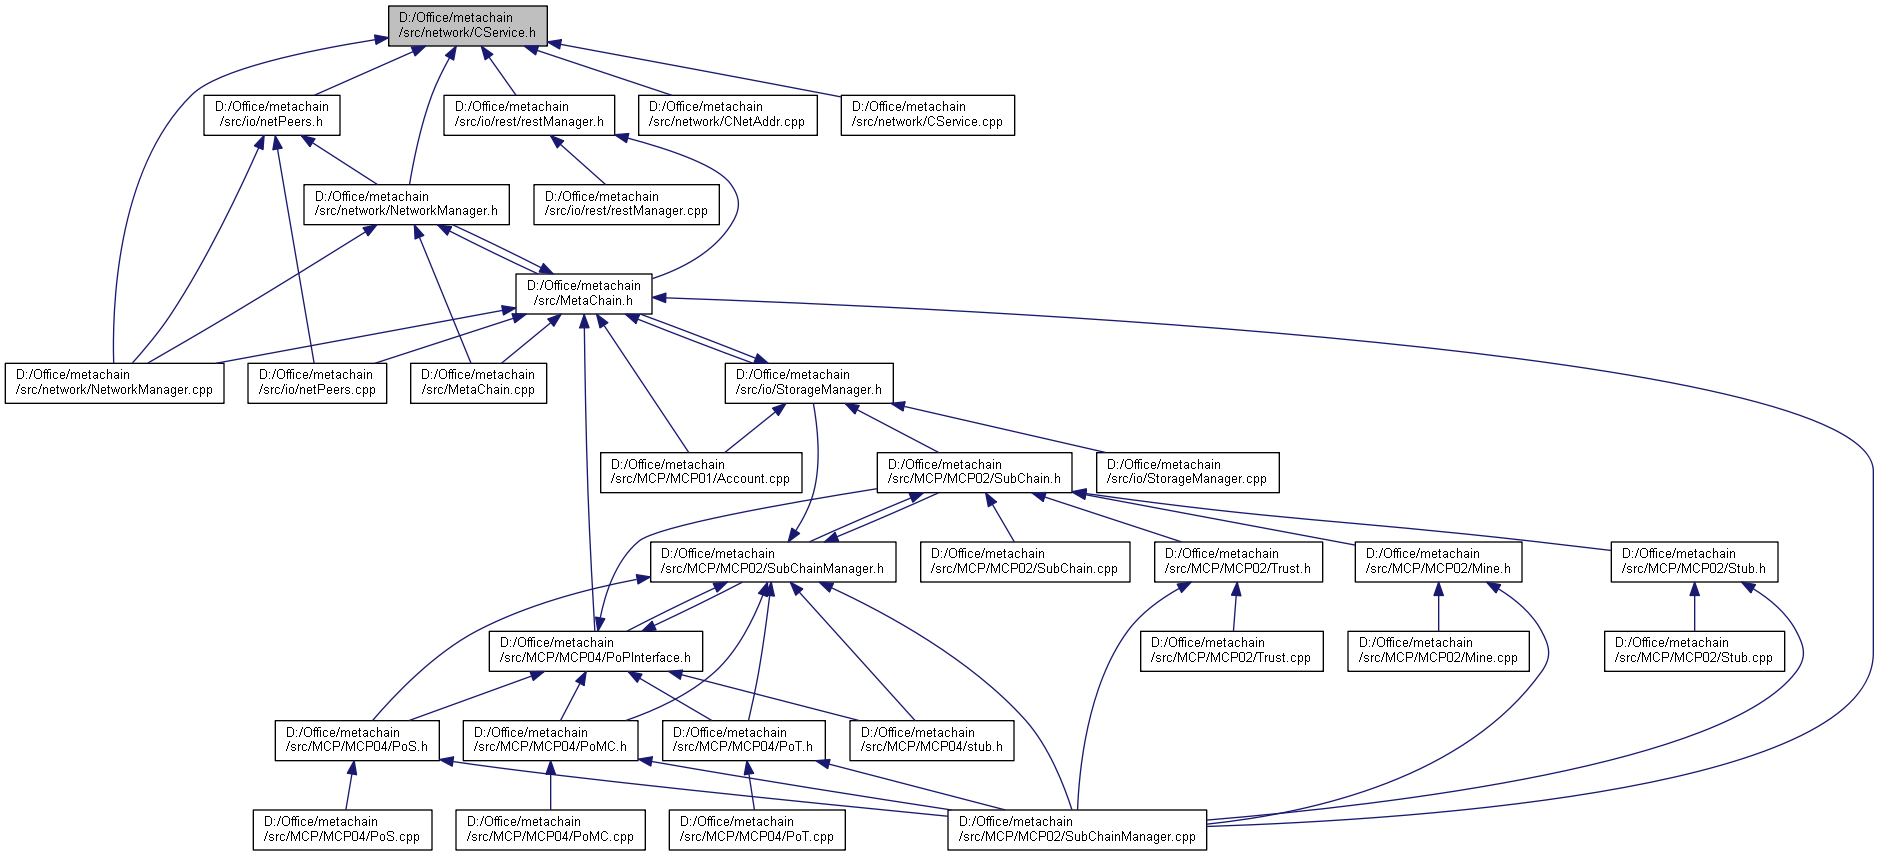 D:/Office/metachain
/src/network/CService.h
D:/Office/metachain
/src/io/netPeers.h
D:/Office/metachain
/src/io/rest/restManager.h
D:/Office/metachain
/src/network/CNetAddr.cpp
D:/Office/metachain
/src/network/CService.cpp
D:/Office/metachain
/src/network/NetworkManager.h
D:/Office/metachain
/src/io/rest/restManager.cpp
D:/Office/metachain
/src/MetaChain.h
D:/Office/metachain
/src/network/NetworkManager.cpp
D:/Office/metachain
/src/io/netPeers.cpp
D:/Office/metachain
/src/MetaChain.cpp
D:/Office/metachain
/src/io/StorageManager.h
D:/Office/metachain
/src/MCP/MCP01/Account.cpp
D:/Office/metachain
/src/MCP/MCP02/SubChain.h
D:/Office/metachain
/src/io/StorageManager.cpp
D:/Office/metachain
/src/MCP/MCP02/SubChainManager.h
D:/Office/metachain
/src/MCP/MCP02/SubChain.cpp
D:/Office/metachain
/src/MCP/MCP02/Trust.h
D:/Office/metachain
/src/MCP/MCP02/Mine.h
D:/Office/metachain
/src/MCP/MCP02/Stub.h
D:/Office/metachain
/src/MCP/MCP04/PoPInterface.h
D:/Office/metachain
/src/MCP/MCP02/Trust.cpp
D:/Office/metachain
/src/MCP/MCP02/Mine.cpp
D:/Office/metachain
/src/MCP/MCP02/Stub.cpp
D:/Office/metachain
/src/MCP/MCP04/PoS.h
D:/Office/metachain
/src/MCP/MCP04/PoMC.h
D:/Office/metachain
/src/MCP/MCP04/PoT.h
D:/Office/metachain
/src/MCP/MCP04/stub.h
D:/Office/metachain
/src/MCP/MCP04/PoS.cpp
D:/Office/metachain
/src/MCP/MCP04/PoMC.cpp
D:/Office/metachain
/src/MCP/MCP04/PoT.cpp
D:/Office/metachain
/src/MCP/MCP02/SubChainManager.cpp